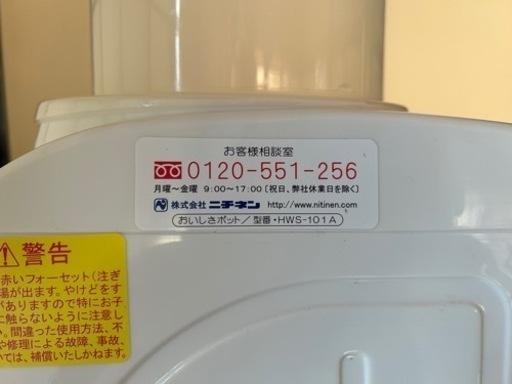 お客様相談室
0120-551-256
月曜〜金曜 9:00〜17:00 [祝日、弊社休業日を除く]
株式会社 ニチネン http://www.nitinen.com
おいしさポット/型番・HWS-101A
警告
赤いフォーセット(注ぎ
湯が出ます。やけどをす
がありますので特にお子
に触らないように注意し
い。間違った使用方法、不
や修理による故障、事故、
いては、補償いたしかねます。